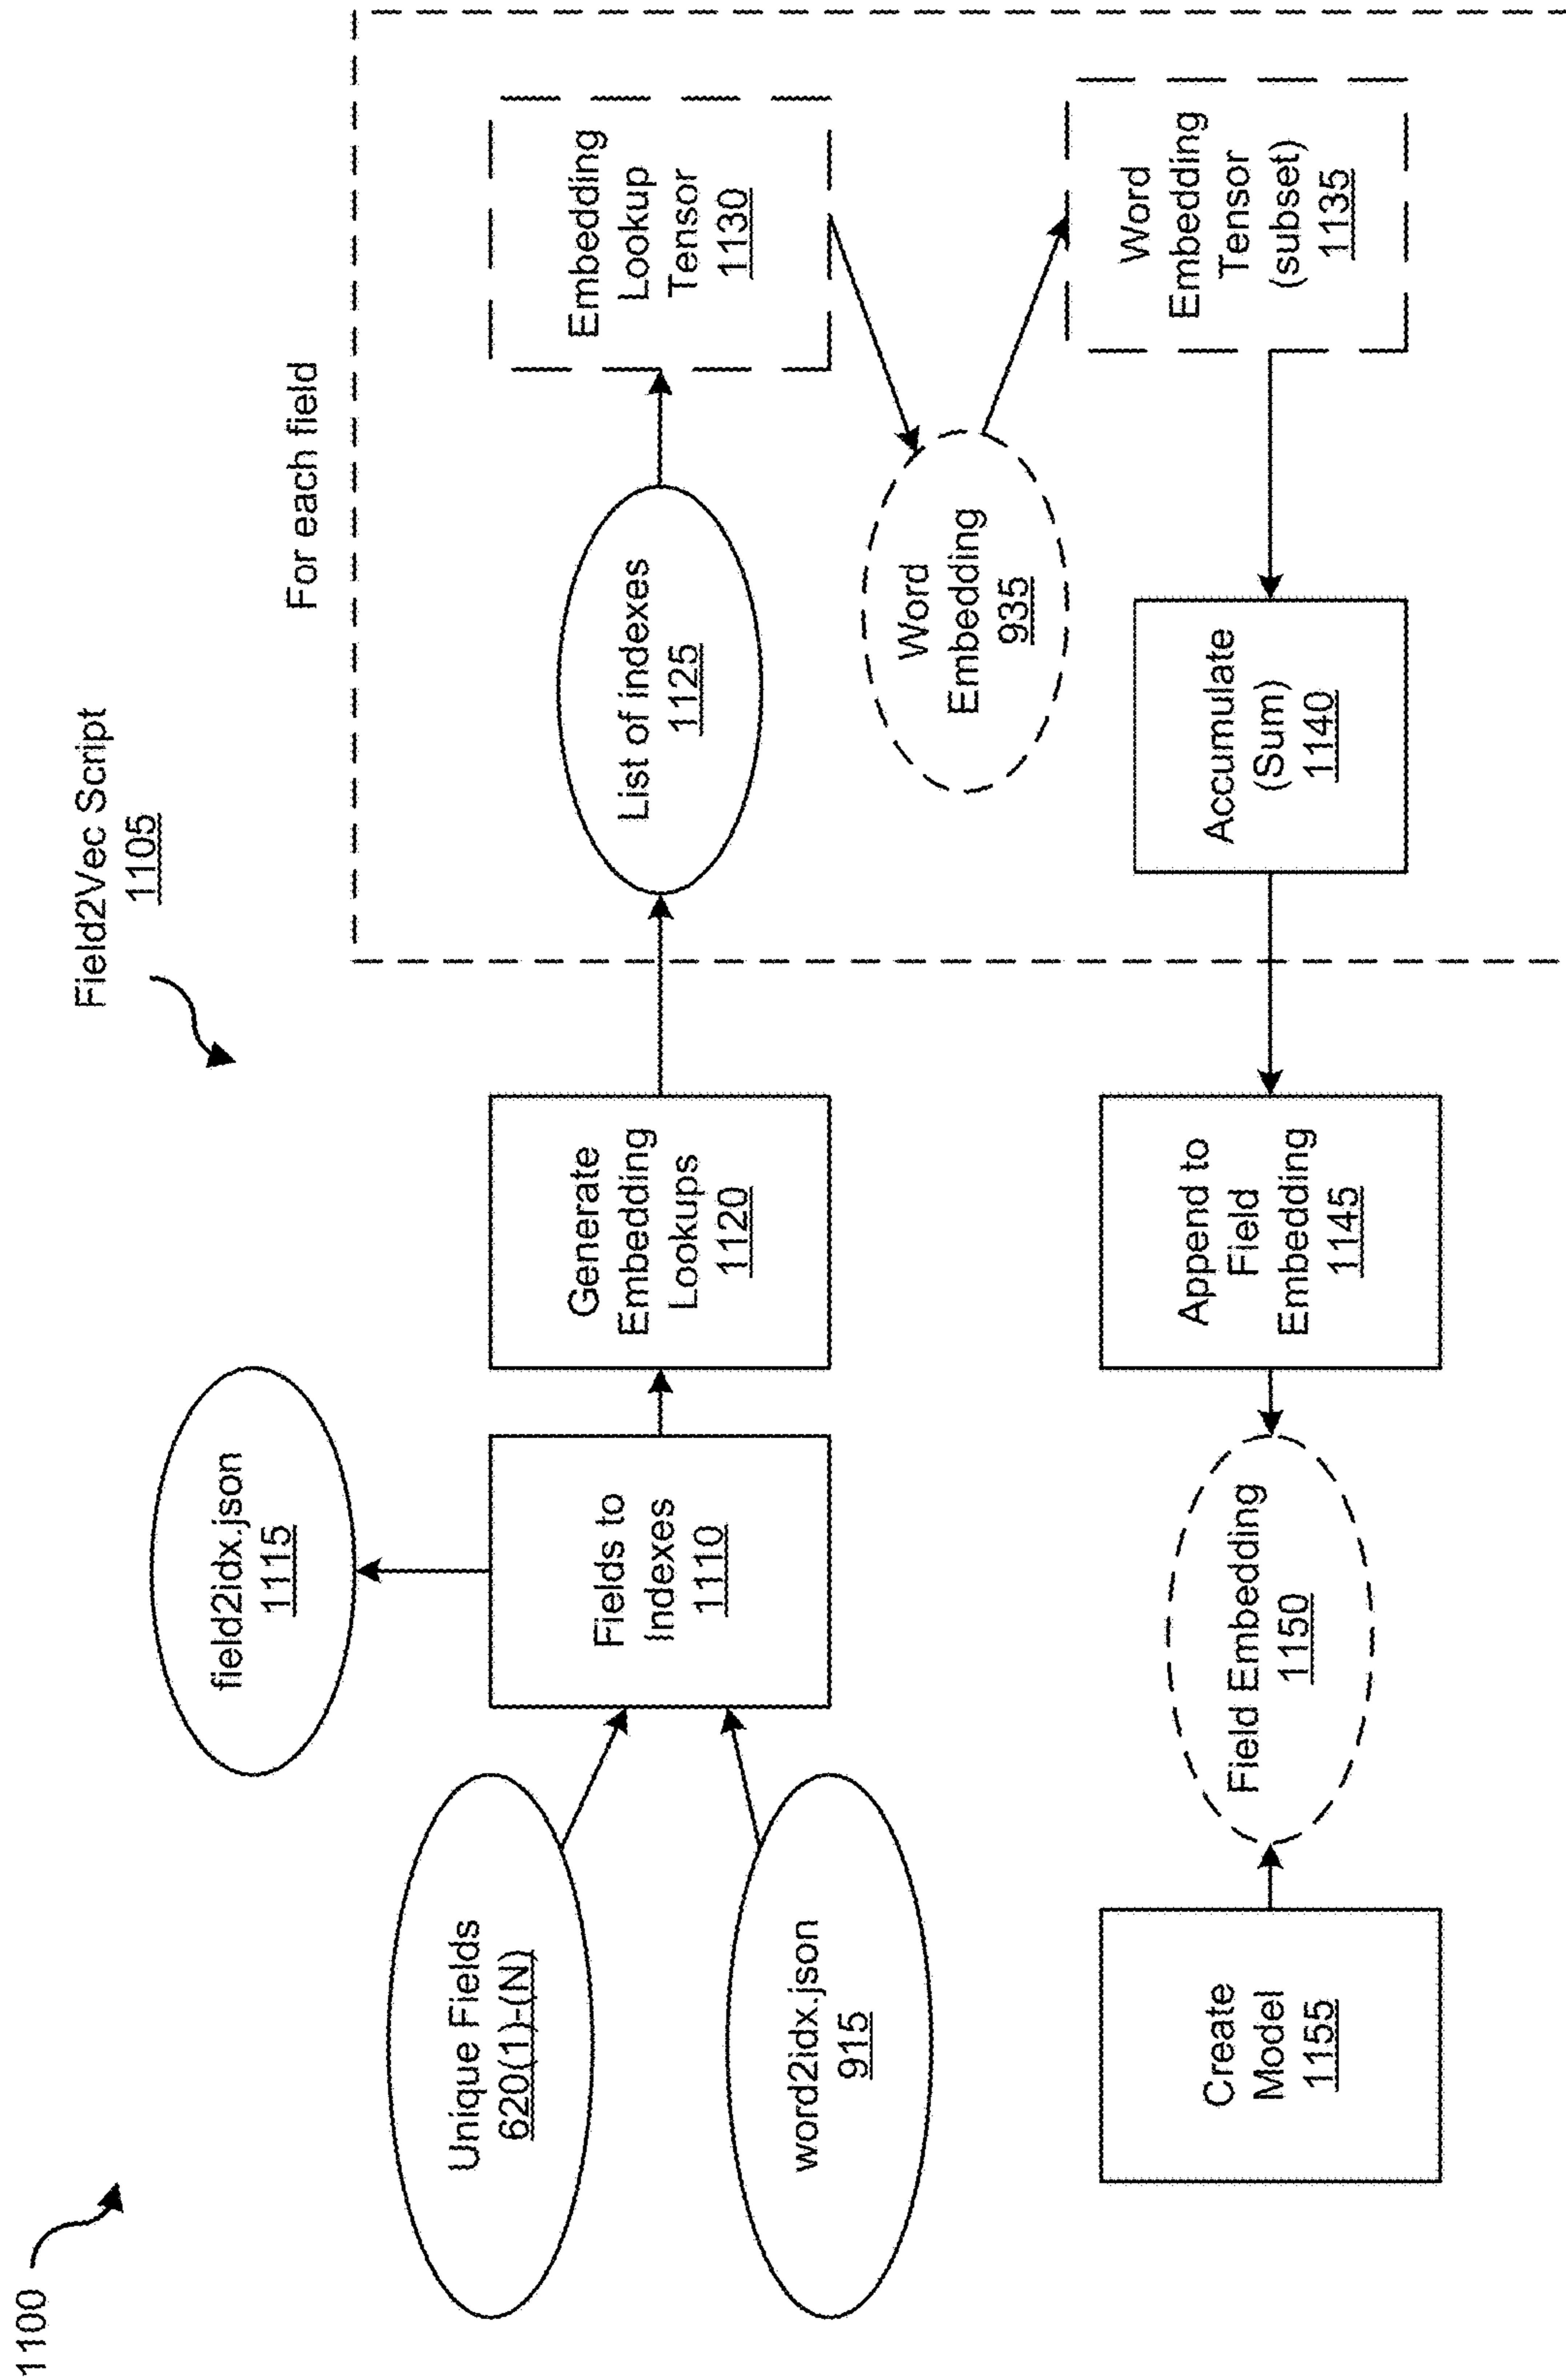 1100
Field2Vec Script
1105
For each field
field2idx.json
1115
Unique Fields
620(1)-(N)
word2idx.json
915
Fields to
Indexes
1110
Generate
Embedding
Lookups
1120
List of indexes
1125
Embedding
Lookup
Tensor
1130
Word
Embedding
935
Word
Embedding
Tensor
(subset)
1135
Accumulate
(Sum)
1140
Append to
Field
Embedding
1145
Field Embedding
1150
Create
Model
1155